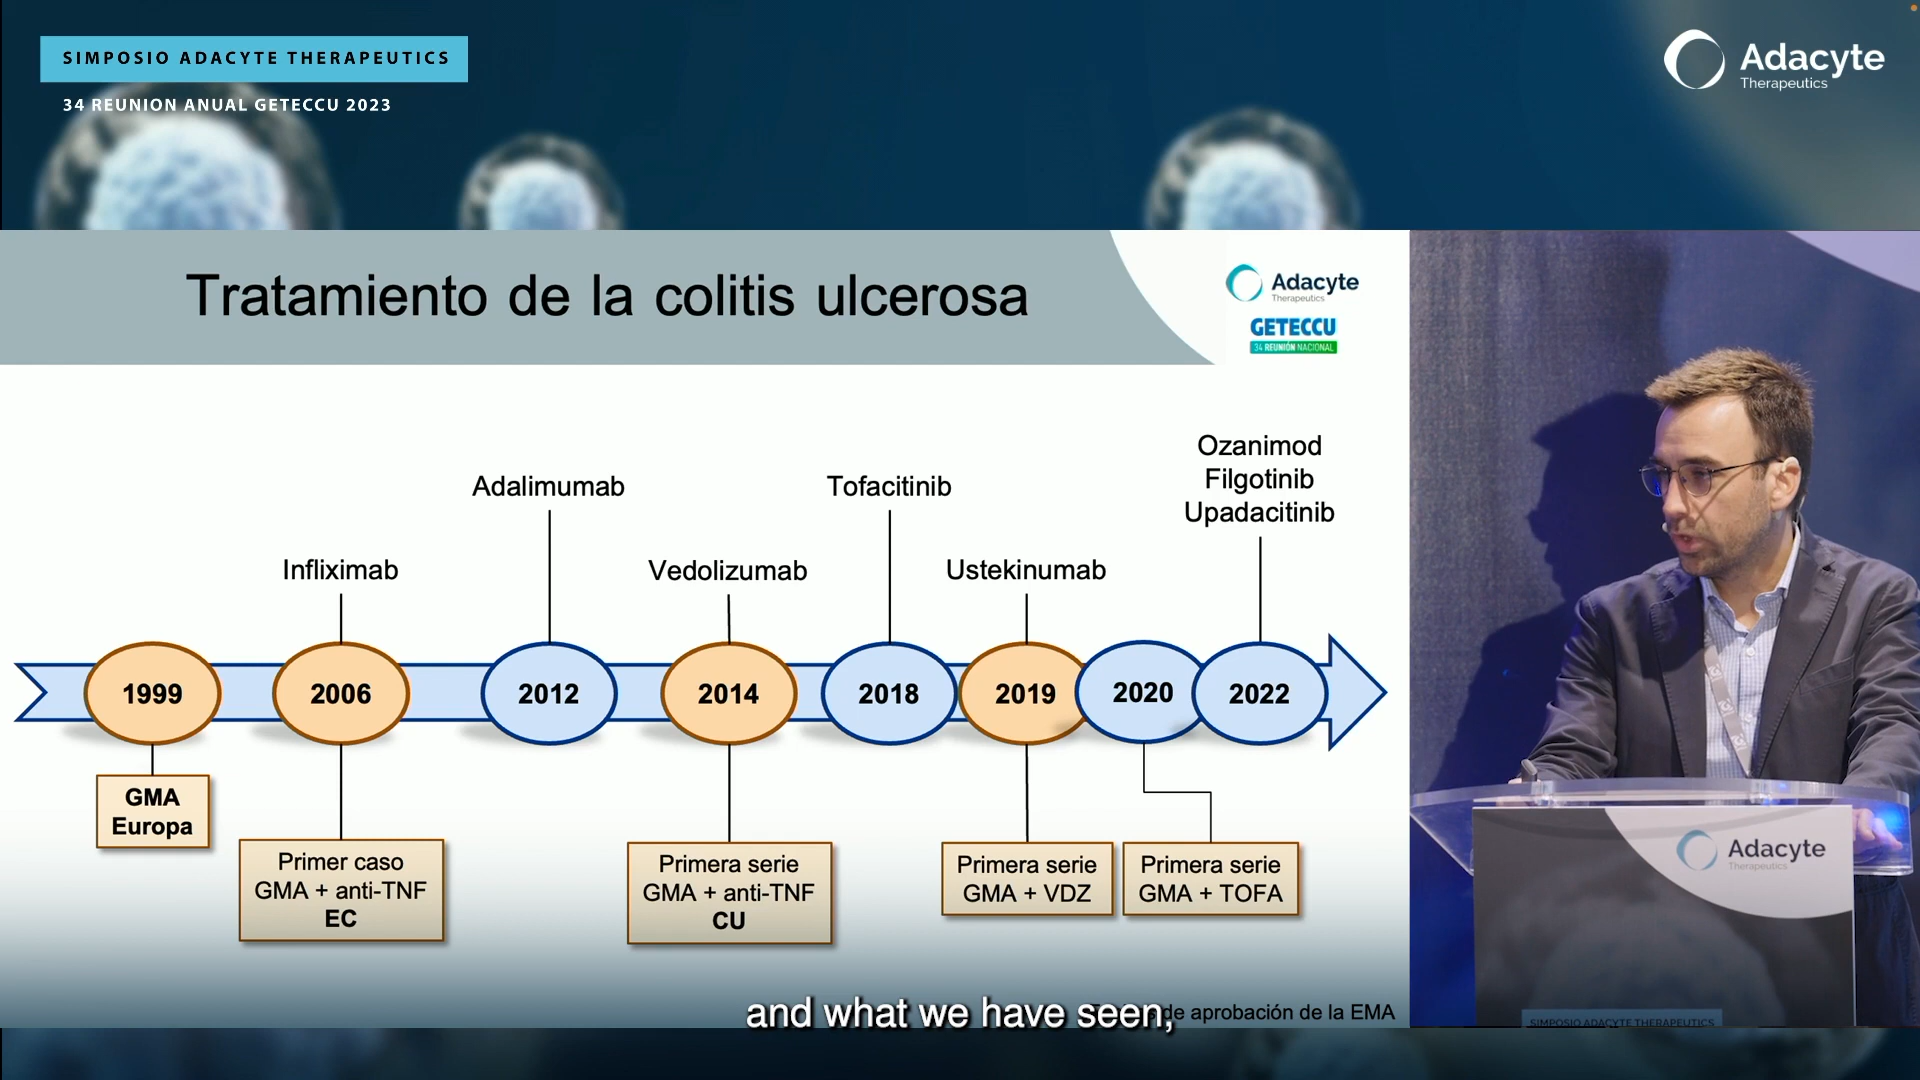 SIMPOSIO ADACYTE THERAPEUTICS
34 REUNION ANUAL GETECCU 2023
Adacyte
Therapeutics
Tratamiento de la colitis ulcerosa
Adacyte
Therapeutics
GETECCU
34 REUNIÓN NACIONAL
Ozanimod
Filgotinib
Upadacitinib
Adalimumab
Tofacitinib
Infliximab
Vedolizumab
Ustekinumab
1999
2006
2012
2014
2018
2019
2020
2022
GMA
Europa
Primer caso
GMA + anti-TNF
EC
Primera serie
GMA + anti-TNF
CU
Primera serie
GMA + VDZ
Primera serie
GMA + TOFA
de aprobación de la EMA
and what we have seen,
Adacyte
Therapeutics
SIMPOSIO ADACYTE THERAPEUTICS